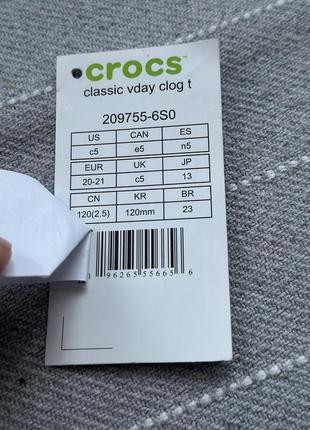 crocs™
classic vday clog t
209755-6S0
US CAN ES
c5 e5 n5
EUR UK JP
20-21 c5 13
CN KR BR
120(2.5) 120mm 23
1 96265 55665 6